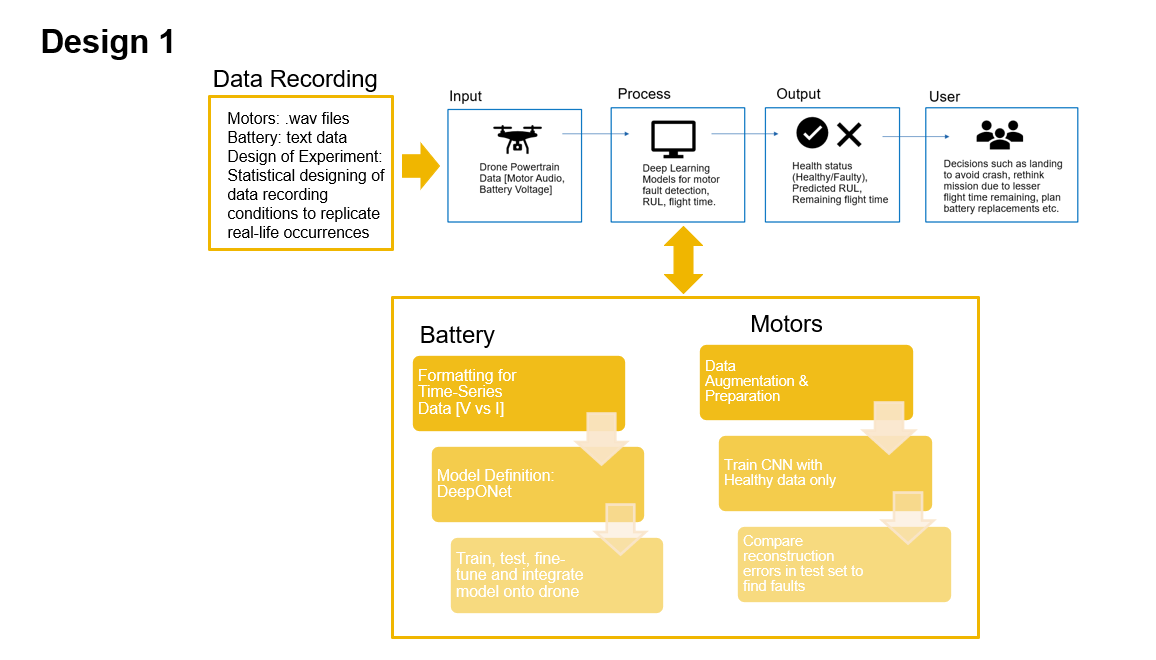 Design 1
Data Recording
Motors: .wav files
Battery: text data
Design of Experiment:
Statistical designing of
data recording
conditions to replicate
real-life occurrences
Input
Drone Powertrain
Data [Motor Audio,
Battery Voltage]
Process
Deep Learning
Models for motor
fault detection,
RUL, flight time.
Output
Health status
(Healthy/Faulty),
Predicted RUL,
Remaining flight time
User
Decisions such as landing
to avoid crash, rethink
mission due to lesser
flight time remaining, plan
battery replacements etc.
Battery
Formatting for
Time-Series
Data [V vs I]
Model Definition:
DeepONet
Train, test, fine-
tune and integrate
model onto drone
Motors
Data
Augmentation &
Preparation
Train CNN with
Healthy data only
Compare
reconstruction
errors in test set to
find faults